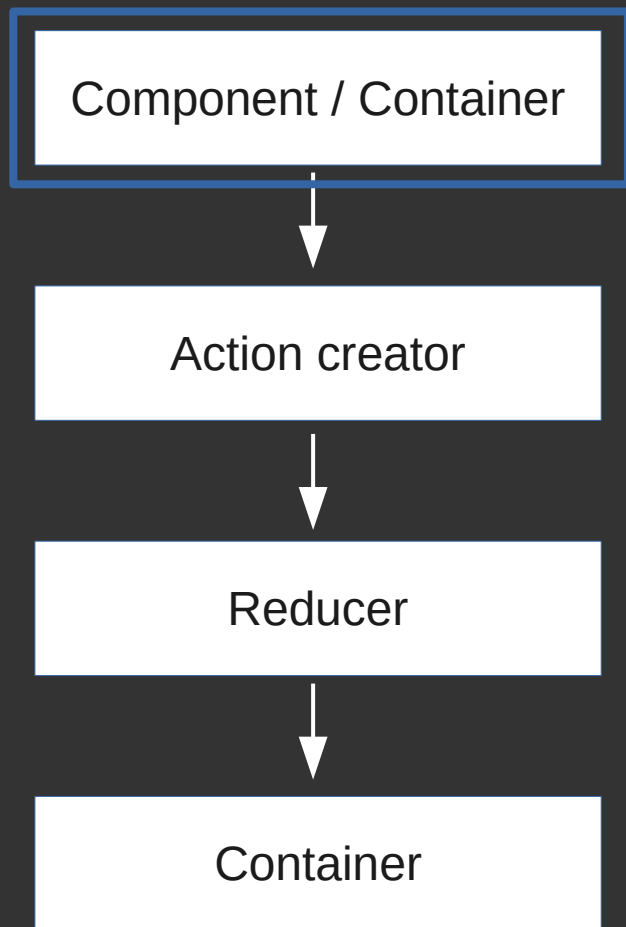 Component / Container
Action creator
Reducer
Container